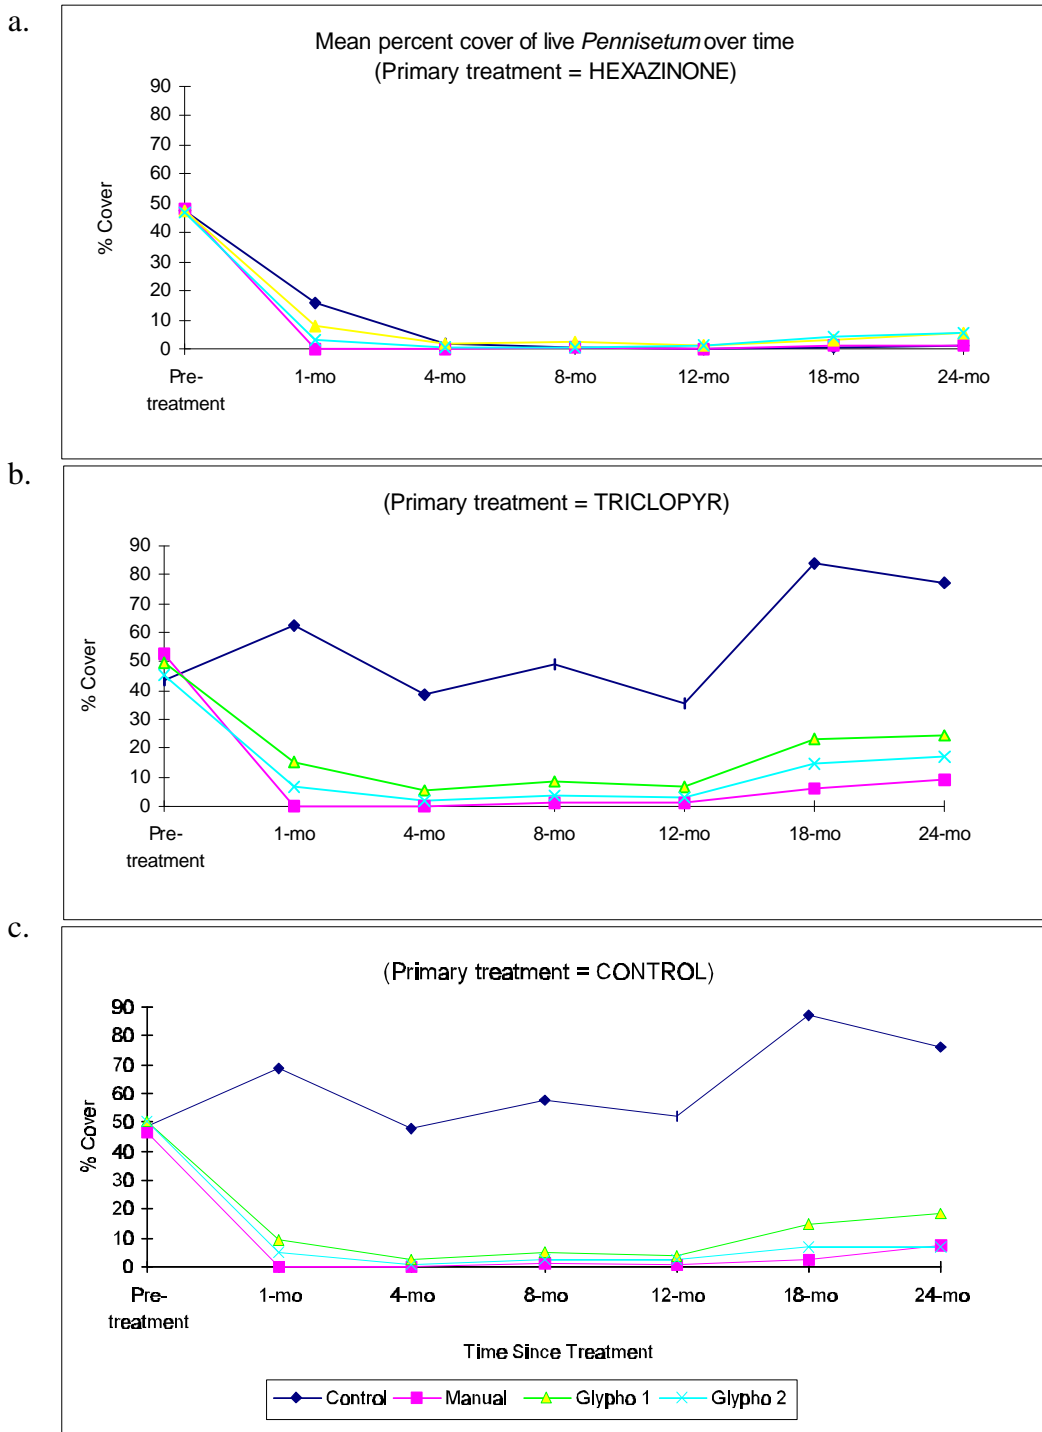 a.
Mean percent cover of live Pennisetum over time
(Primary treatment = HEXAZINONE)
90
80
70
60
50
40
30
20
10
0
% Cover
Pre-
treatment
1-mo
4-mo
8-mo
12-mo
18-mo
24-mo
b.
(Primary treatment = TRICLOPYR)
90
80
70
60
50
40
30
20
10
0
% Cover
Pre-
treatment
1-mo
4-mo
8-mo
12-mo
18-mo
24-mo
c.
(Primary treatment = CONTROL)
90
80
70
60
50
40
30
20
10
0
% Cover
Pre-
treatment
1-mo
4-mo
8-mo
12-mo
18-mo
24-mo
Time Since Treatment
Control
Manual
Glypho 1
Glypho 2